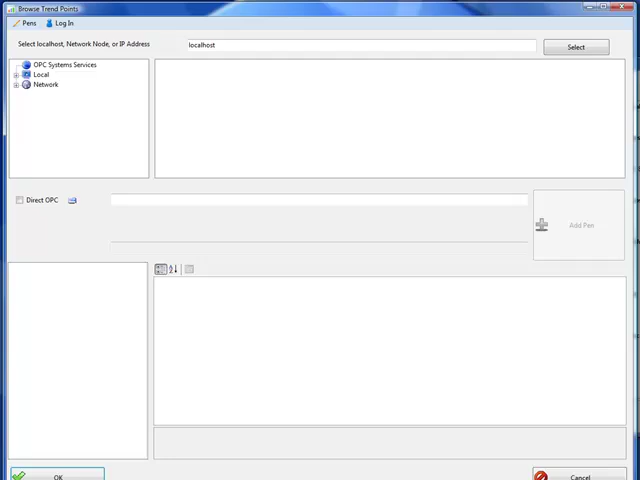 Browse Trend Points
Pens Log In
Select localhost, Network Node, or IP Address localhost Select
OPC Systems Services
Local
Network
Direct OPC
Add Pen
OK Cancel